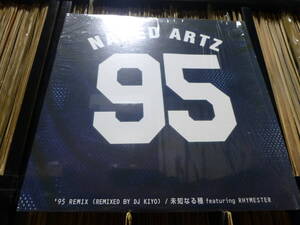 NAKED ARTZ
95
'95 REMIX (REMIXED BY DJ KIYO) / 未知なる種 featuring RHYMESTER